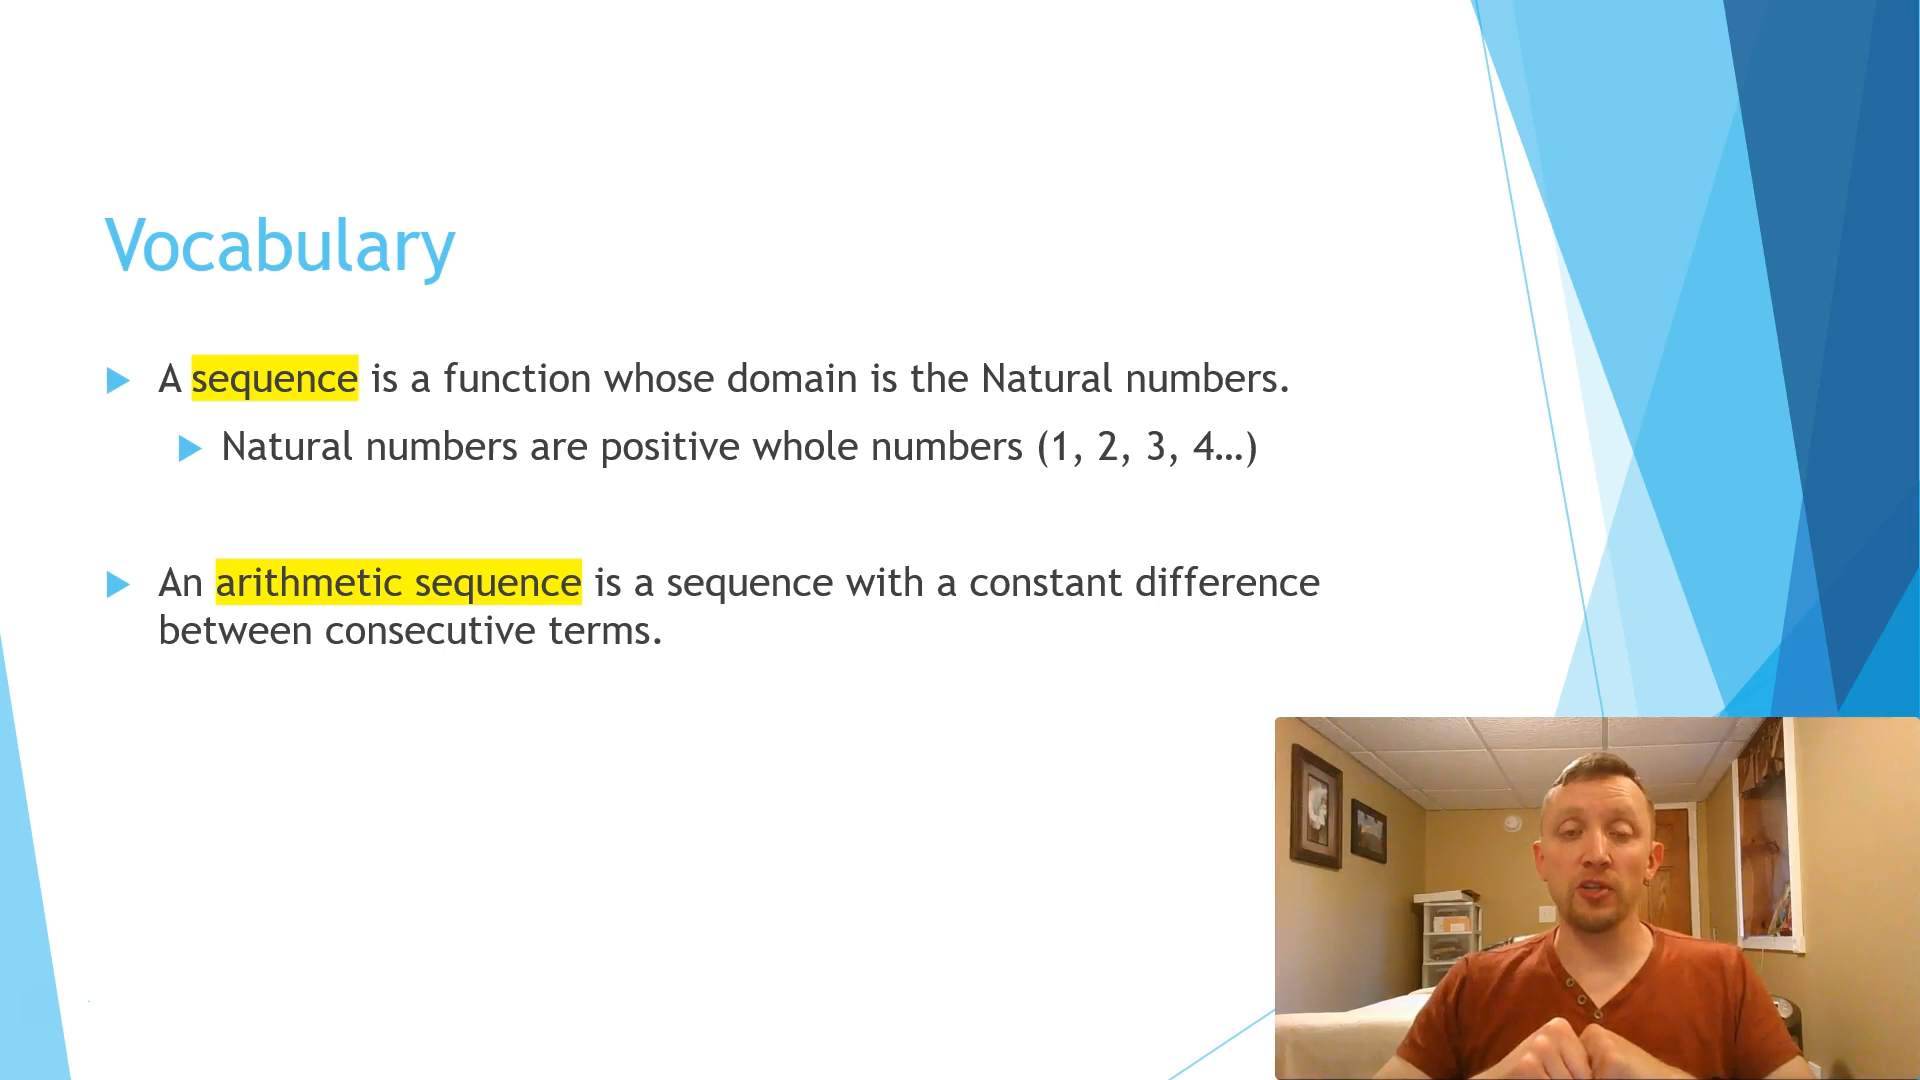 Vocabulary
A sequence is a function whose domain is the Natural numbers.
Natural numbers are positive whole numbers (1, 2, 3, 4…)
An arithmetic sequence is a sequence with a constant difference
between consecutive terms.